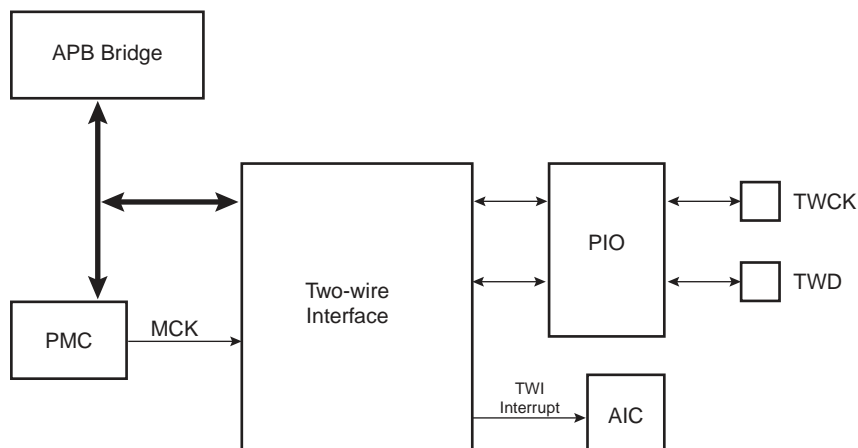 APB Bridge
TWCK
PIO
TWD
Two-wire
Interface
MCK
PMC
TWI
Interrupt
AIC